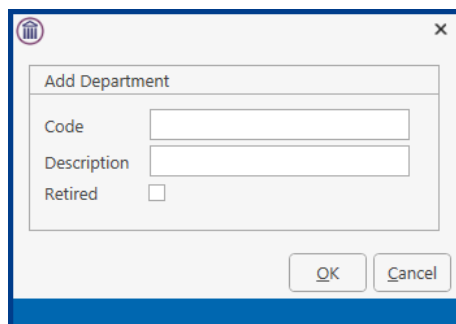 Add Department
Code
Description
Retired
OK Cancel